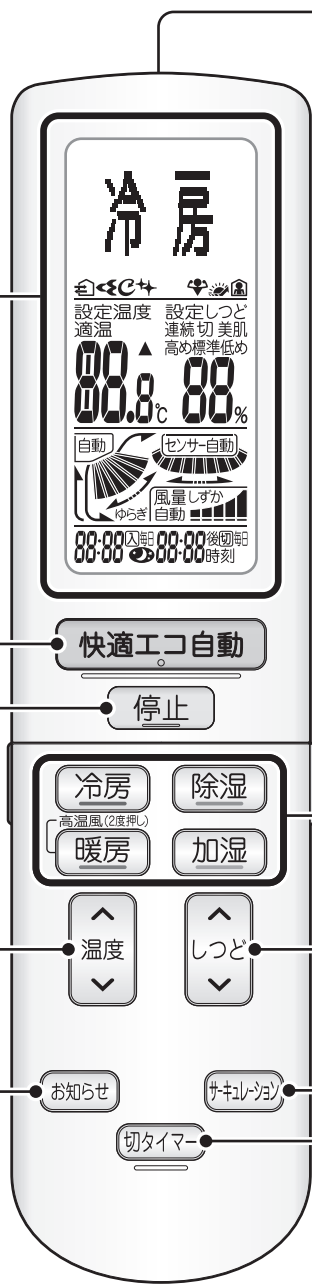 冷房
設定温度 設定しつど
適温 連続切美肌
▲ 高め標準低め
88.8℃ 88%
自動 センサー自動
ゆらぎ 風量しずか
自動
88:88入毎日 88:88後切毎日
時刻
快適エコ自動
停止
冷房 除湿
高温風(2度押し)
暖房 加湿
温度 しつど
お知らせ サーキュレーション
切タイマー